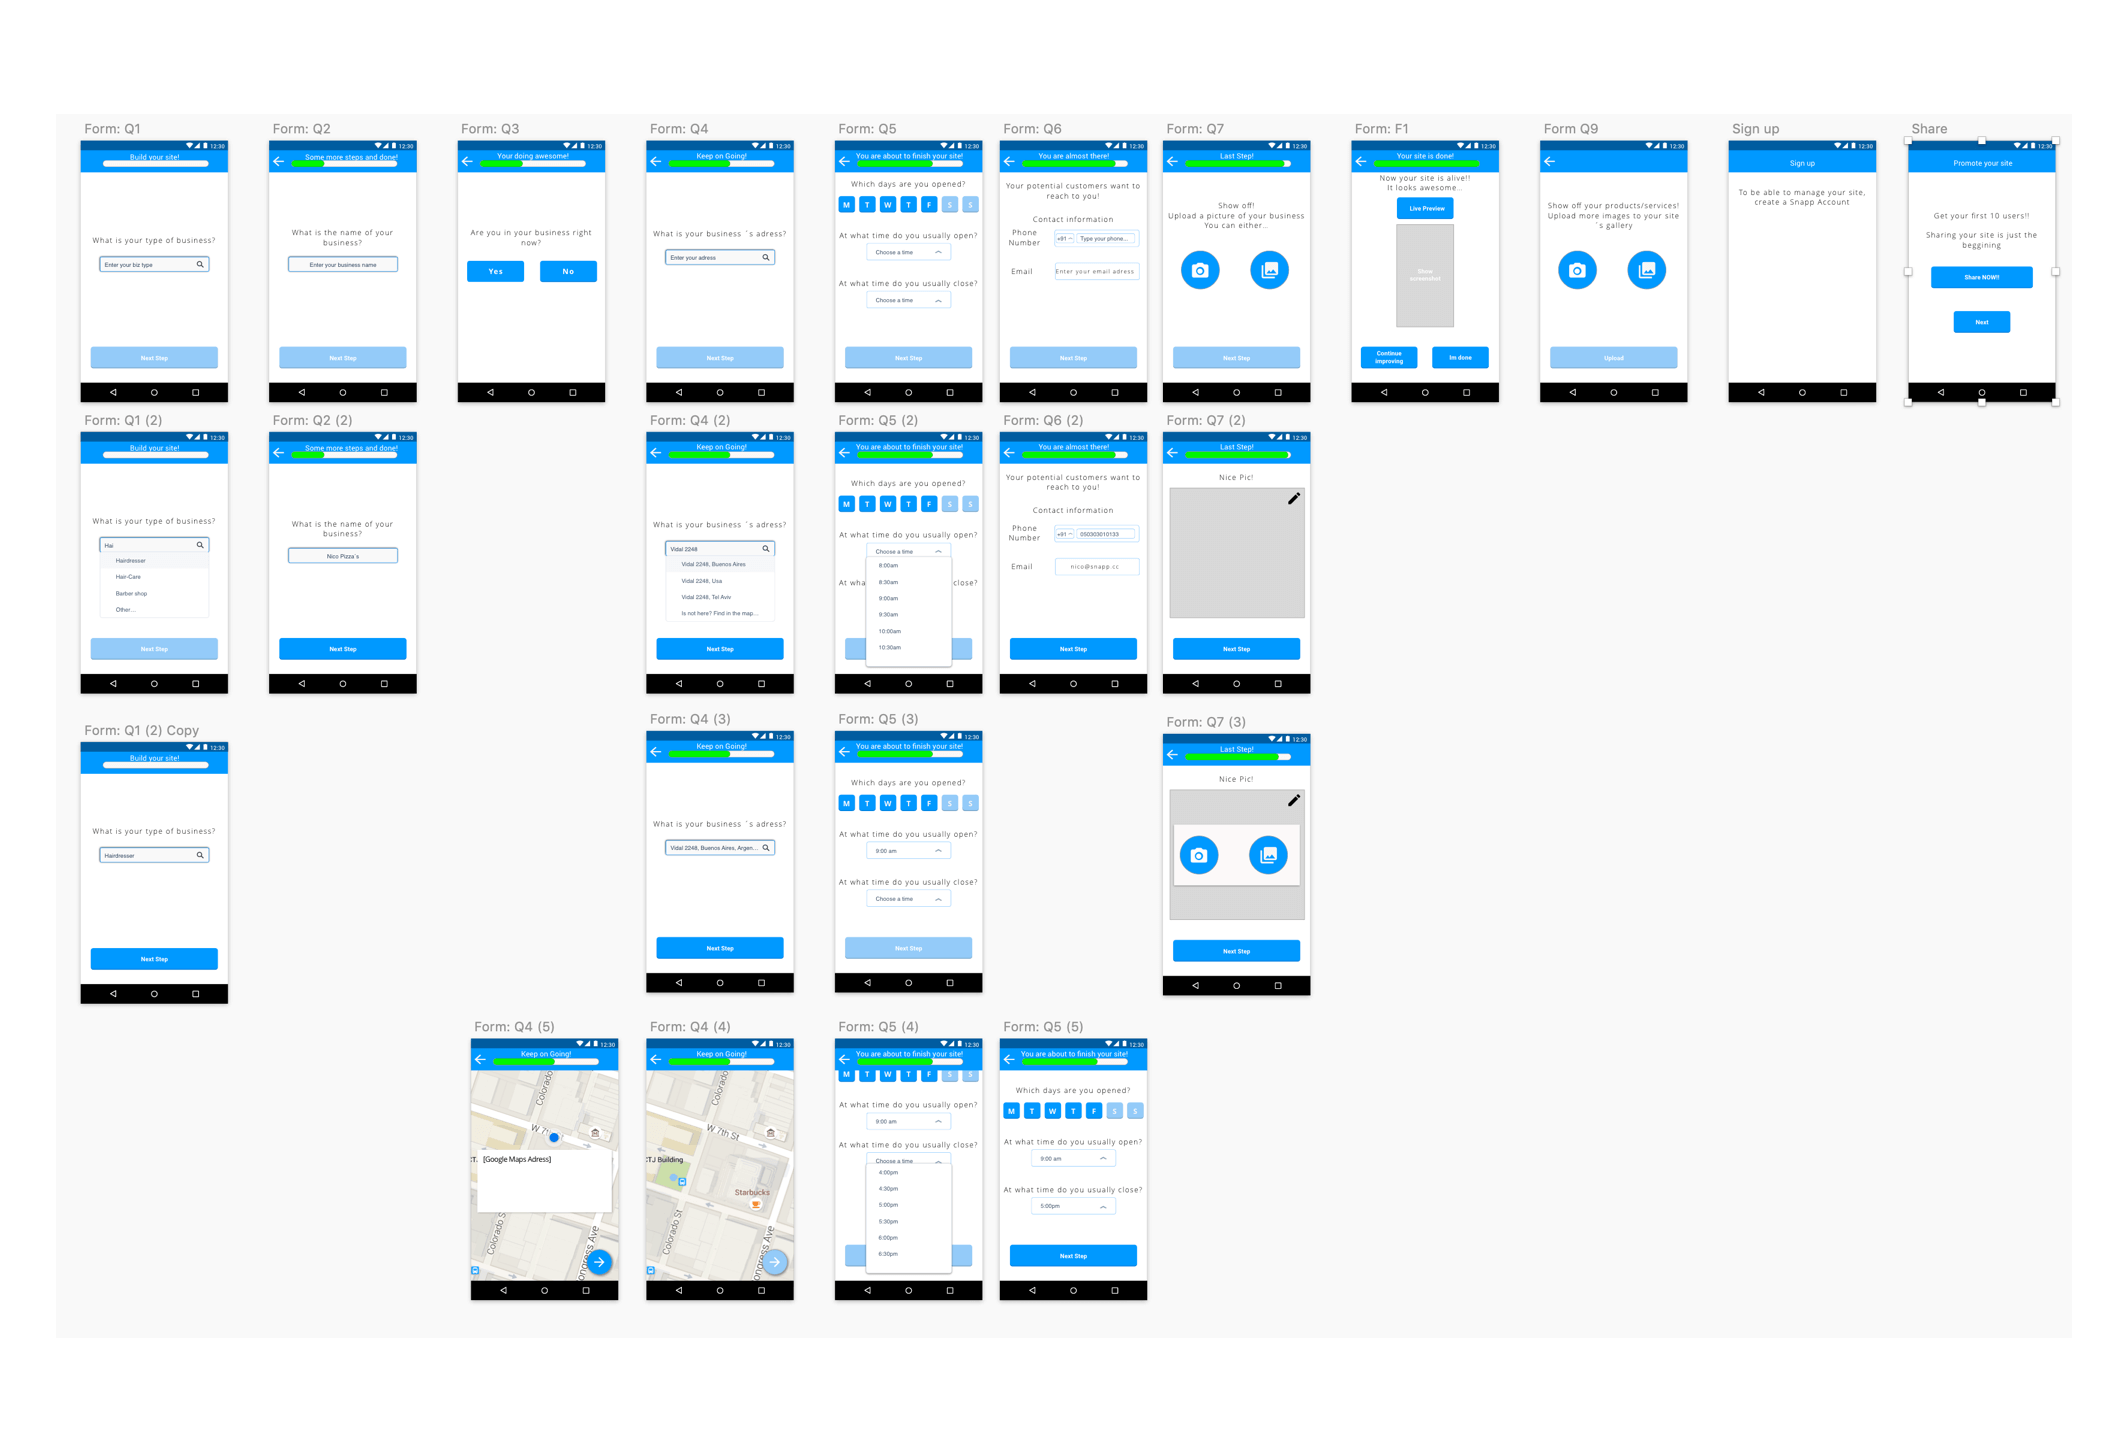 Form: Q1
12:30
Build your site!
What is your type of business?
Enter your biz type
Next Step
Form: Q2
12:30
Some more steps and done!
What is the name of your
business?
Enter your business name
Next Step
Form: Q3
12:30
Your doing awesome!
Are you in your business right
now?
Yes
No
Form: Q4
12:30
Keep on Going!
What is your business ´s adress?
Enter your adress
Next Step
Form: Q5
12:30
You are about to finish your site!
Which days are you opened?
M T W T F S S
At what time do you usually open?
Choose a time
At what time do you usually close?
Choose a time
Next Step
Form: Q6
12:30
You are almost there!
Your potential customers want to
reach to you!
Contact information
Phone
Number
+91
Type your phone...
Email
Enter your email adress
Next Step
Form: Q7
12:30
Last Step!
Show off!
Upload a picture of your business
You can either..
Next Step
Form: F1
12:30
Your site is done!
Now your site is alive!!
It looks awesome...
Live Preview
Show
screenshot
Continue
improving
Im done
Form Q9
12:30
Show off your products/services!
Upload more images to your site
´s gallery
Upload
Sign up
12:30
Sign up
To be able to manage your site,
create a Snapp Account
Share
12:30
Promote your site
Get your first 10 users!!
Sharing your site is just the
beggining
Share NOW!!
Next
Form: Q1 (2)
12:30
Build your site!
What is your type of business?
Hai
Hairdresser
Hair-Care
Barber shop
Other...
Next Step
Form: Q2 (2)
12:30
Some more steps and done!
What is the name of your
business?
Nico Pizza´s
Next Step
Form: Q4 (2)
12:30
Keep on Going!
What is your business ´s adress?
Vidal 2248
Vidal 2248, Buenos Aires
Vidal 2248, Usa
Vidal 2248, Tel Aviv
Is not here? Find in the map...
Next Step
Form: Q5 (2)
12:30
You are about to finish your site!
Which days are you opened?
M T W T F S S
At what time do you usually open?
Choose a time
At wha
close?
8:00am
8:30am
9:00am
9:30am
10:00am
10:30am
Form: Q6 (2)
12:30
You are almost there!
Your potential customers want to
reach to you!
Contact information
Phone
Number
+91
050303010133
Email
nico@snapp.cc
Next Step
Form: Q7 (2)
12:30
Last Step!
Nice Pic!
Next Step
Form: Q1 (2) Copy
12:30
Build your site!
What is your type of business?
Hairdresser
Next Step
Form: Q4 (3)
12:30
Keep on Going!
What is your business ´s adress?
Vidal 2248, Buenos Aires, Argen...
Next Step
Form: Q5 (3)
12:30
You are about to finish your site!
Which days are you opened?
M T W T F S S
At what time do you usually open?
9:00 am
At what time do you usually close?
Choose a time
Next Step
Form: Q7 (3)
12:30
Last Step!
Nice Pic!
Next Step
Form: Q4 (5)
12:30
Keep on Going!
Colorado
W. 7th
[Google Maps Adress]
Colorado S
ongress Ave
Form: Q4 (4)
12:30
Keep on Going!
Colorado
W 7th St
TJ Building
Starbucks
Colorado St
ongress Ave
Form: Q5 (4)
12:30
You are about to finish your site!
M T W T F S S
At what time do you usually open?
9:00 am
At what time do you usually close?
Choose a time
4:00pm
4:30pm
5:00pm
5:30pm
6:00pm
6:30pm
Form: Q5 (5)
12:30
You are about to finish your site!
Which days are you opened?
M T W T F S S
At what time do you usually open?
9:00 am
At what time do you usually close?
5:00pm
Next Step